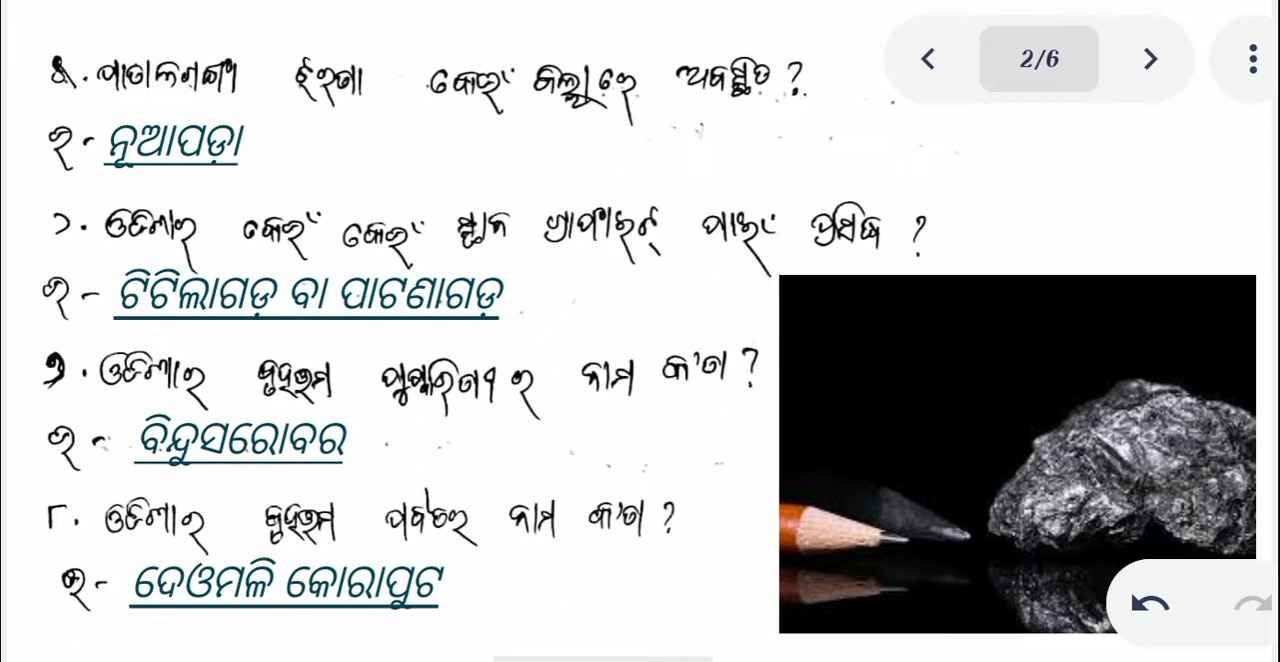 ୫. ପାତାଳଗଙ୍ଗା ଝରଣା କେଉଁ ଜିଲ୍ଲାରେ ଅବସ୍ଥିତ ?
2/6
ଉ- ନୂଆପଡ଼ା
୬. ଓଡିଶାର କେଉଁ କେଉଁ ସ୍ଥାନ ଗ୍ରାଫାଇଟ୍ ପାଇଁ ପ୍ରସିଦ୍ଧ ?
ଉ- ଟିଟିଲାଗଡ଼ ବା ପାଟଣାଗଡ଼
୭. ଓଡିଶାର ବୃହତ୍ତମ ପୁଷ୍କରିଣୀ ର ନାମ କ'ଣ ?
ଉ- ବିନ୍ଦୁସରୋବର
୮. ଓଡିଶାର ବୃହତ୍ତମ ପର୍ବତର ନାମ କ'ଣ ?
ଉ- ଦେଓମଳି କୋରାପୁଟ